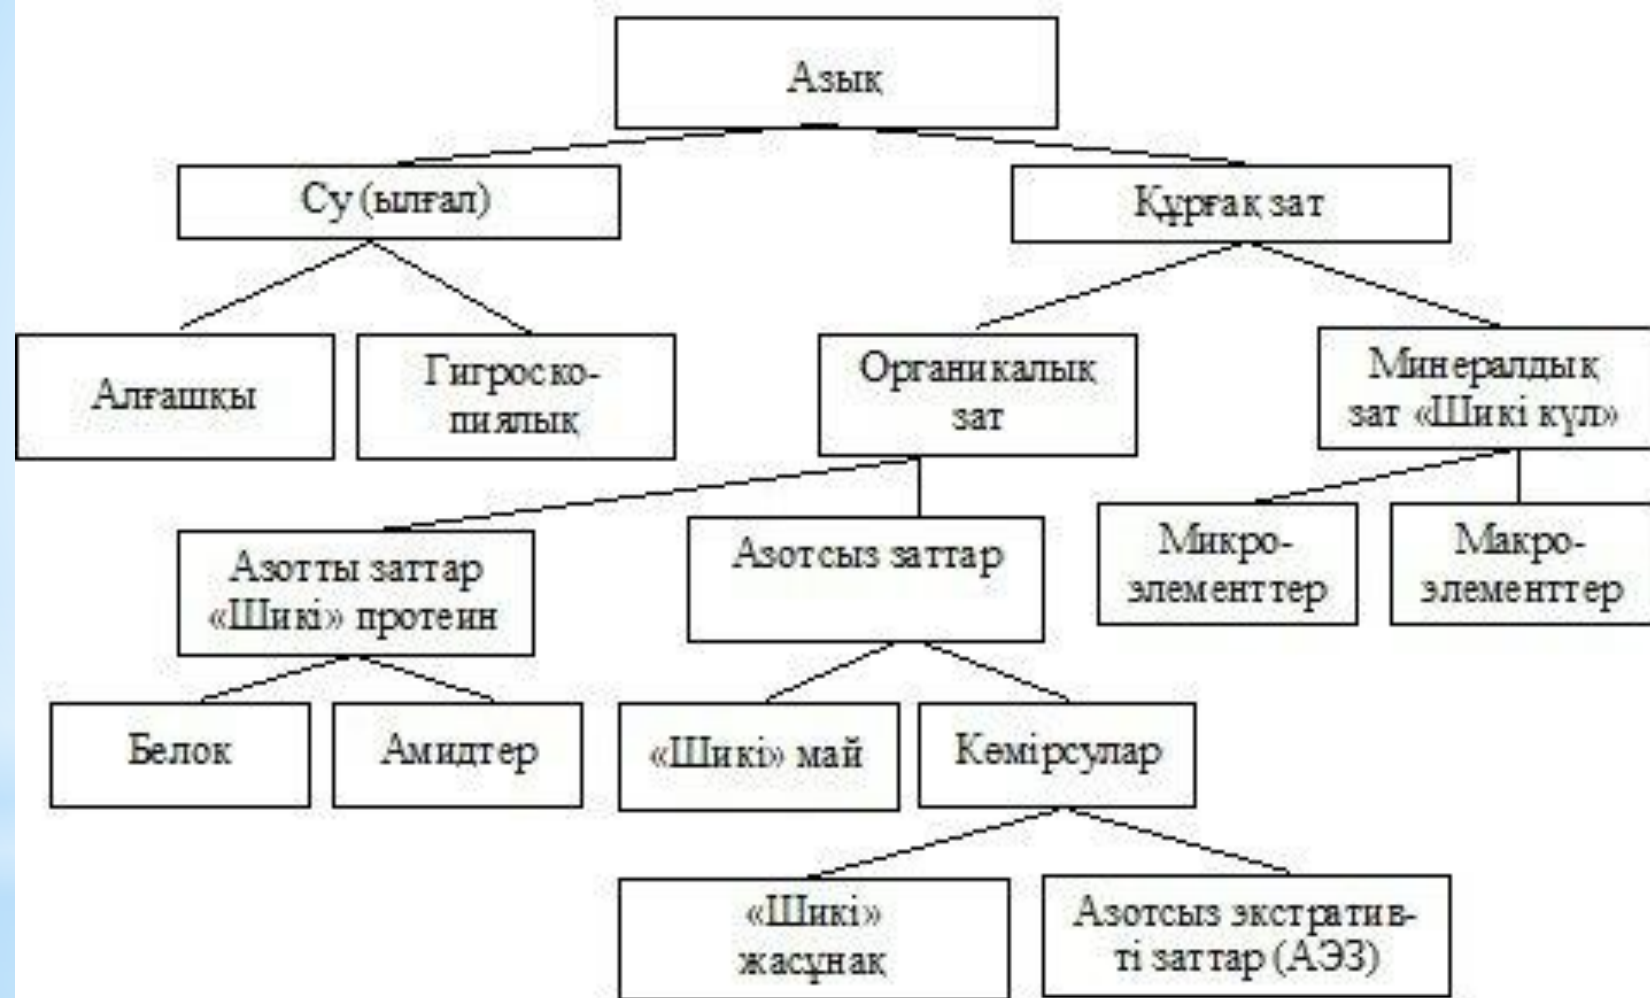 Азық
Су (ылғал)
Құрғақ зат
Алғашқы
Гигроско-
пиялық
Органикалық
зат
Минералдық
зат «Шикі күл»
Азотты заттар
«Шикі» протеин
Азотсыз заттар
Микро-
элементтер
Макро-
элементтер
Белок
Амидтер
«Шикі» май
Көмірсулар
«Шикі»
жасұнақ
Азотсыз экстратив-
ті заттар (АЭЗ)